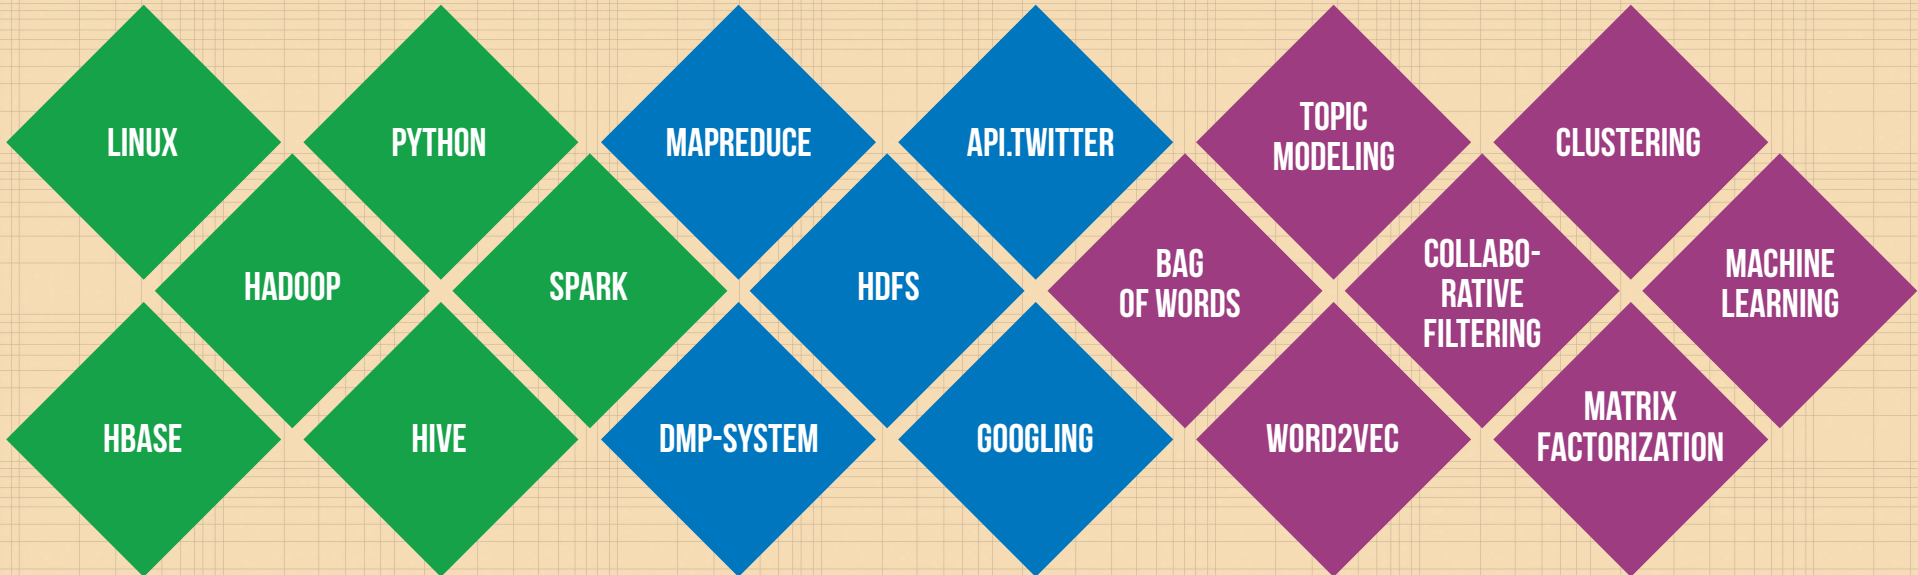 LINUX
PYTHON
MAPREDUCE
API.TWITTER
TOPIC
MODELING
CLUSTERING
HADOOP
SPARK
HDFS
BAG
OF WORDS
COLLABO-
RATIVE
FILTERING
MACHINE
LEARNING
HBASE
HIVE
DMP-SYSTEM
GOOGLING
WORD2VEC
MATRIX
FACTORIZATION